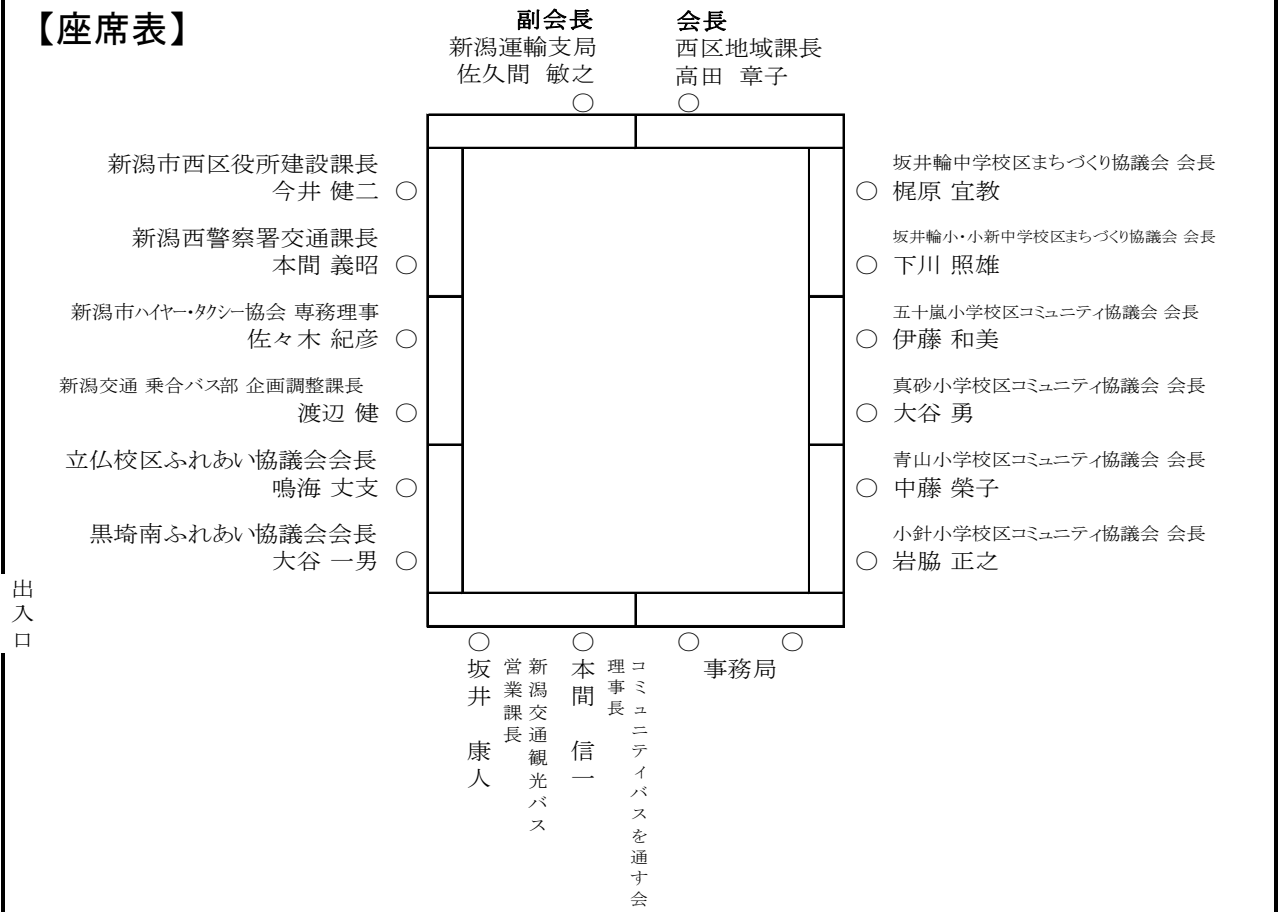 【座席表】
副会長
新潟運輸支局
佐久間 敏之
○
会長
西区地域課長
高田 章子
○
新潟市西区役所建設課長
今井 健二 ○
新潟西警察署交通課長
本間 義昭 ○
新潟市ハイヤー・タクシー協会 専務理事
佐々木 紀彦 ○
新潟交通 乗合バス部 企画調整課長
渡辺 健 ○
立仏校区ふれあい協議会会長
鳴海 丈支 ○
黒埼南ふれあい協議会会長
大谷 一男 ○
坂井輪中学校区まちづくり協議会 会長
○ 梶原 宜教
坂井輪小・小新中学校区まちづくり協議会 会長
○ 下川 照雄
五十嵐小学校区コミュニティ協議会 会長
○ 伊藤 和美
真砂小学校区コミュニティ協議会 会長
○ 大谷 勇
青山小学校区コミュニティ協議会 会長
○ 中藤 榮子
小針小学校区コミュニティ協議会 会長
○ 岩脇 正之
出入口
○ ○ ○ ○
事務局
コミュニティバスを通す会
理事長
本間 信一
新潟交通観光バス
営業課長
坂井 康人